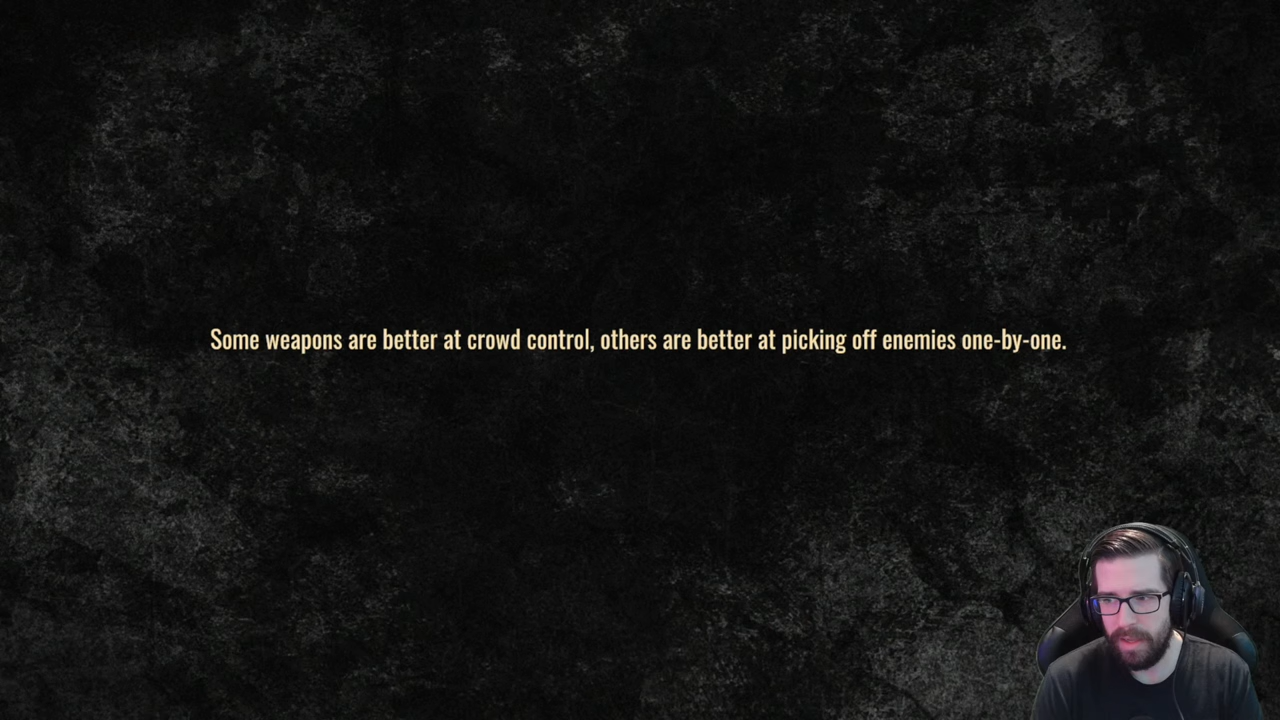 Some weapons are better at crowd control, others are better at picking off enemies one-by-one.